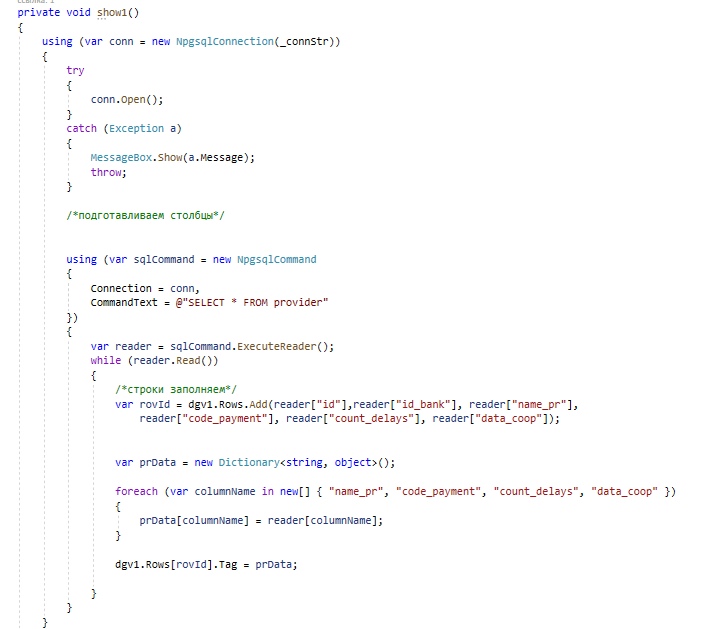 private void show1()
{
    using (var conn = new NpgsqlConnection(_connStr))
    {
        try
        {
            conn.Open();
        }
        catch (Exception a)
        {
            MessageBox.Show(a.Message);
            throw;
        }
        /*подготавливаем столбцы*/
        using (var sqlCommand = new NpgsqlCommand
        {
            Connection = conn,
            CommandText = @"SELECT * FROM provider"
        })
        {
            var reader = sqlCommand.ExecuteReader();
            while (reader.Read())
            {
                /*строки заполняем*/
                var rovId = dgv1.Rows.Add(reader["id"],reader["id_bank"], reader["name_pr"],
                    reader["code_payment"], reader["count_delays"], reader["data_coop"]);
                var prData = new Dictionary<string, object>();
                foreach (var columnName in new[] { "name_pr", "code_payment", "count_delays", "data_coop" })
                {
                    prData[columnName] = reader[columnName];
                }
                dgv1.Rows[rovId].Tag = prData;
            }
        }
    }